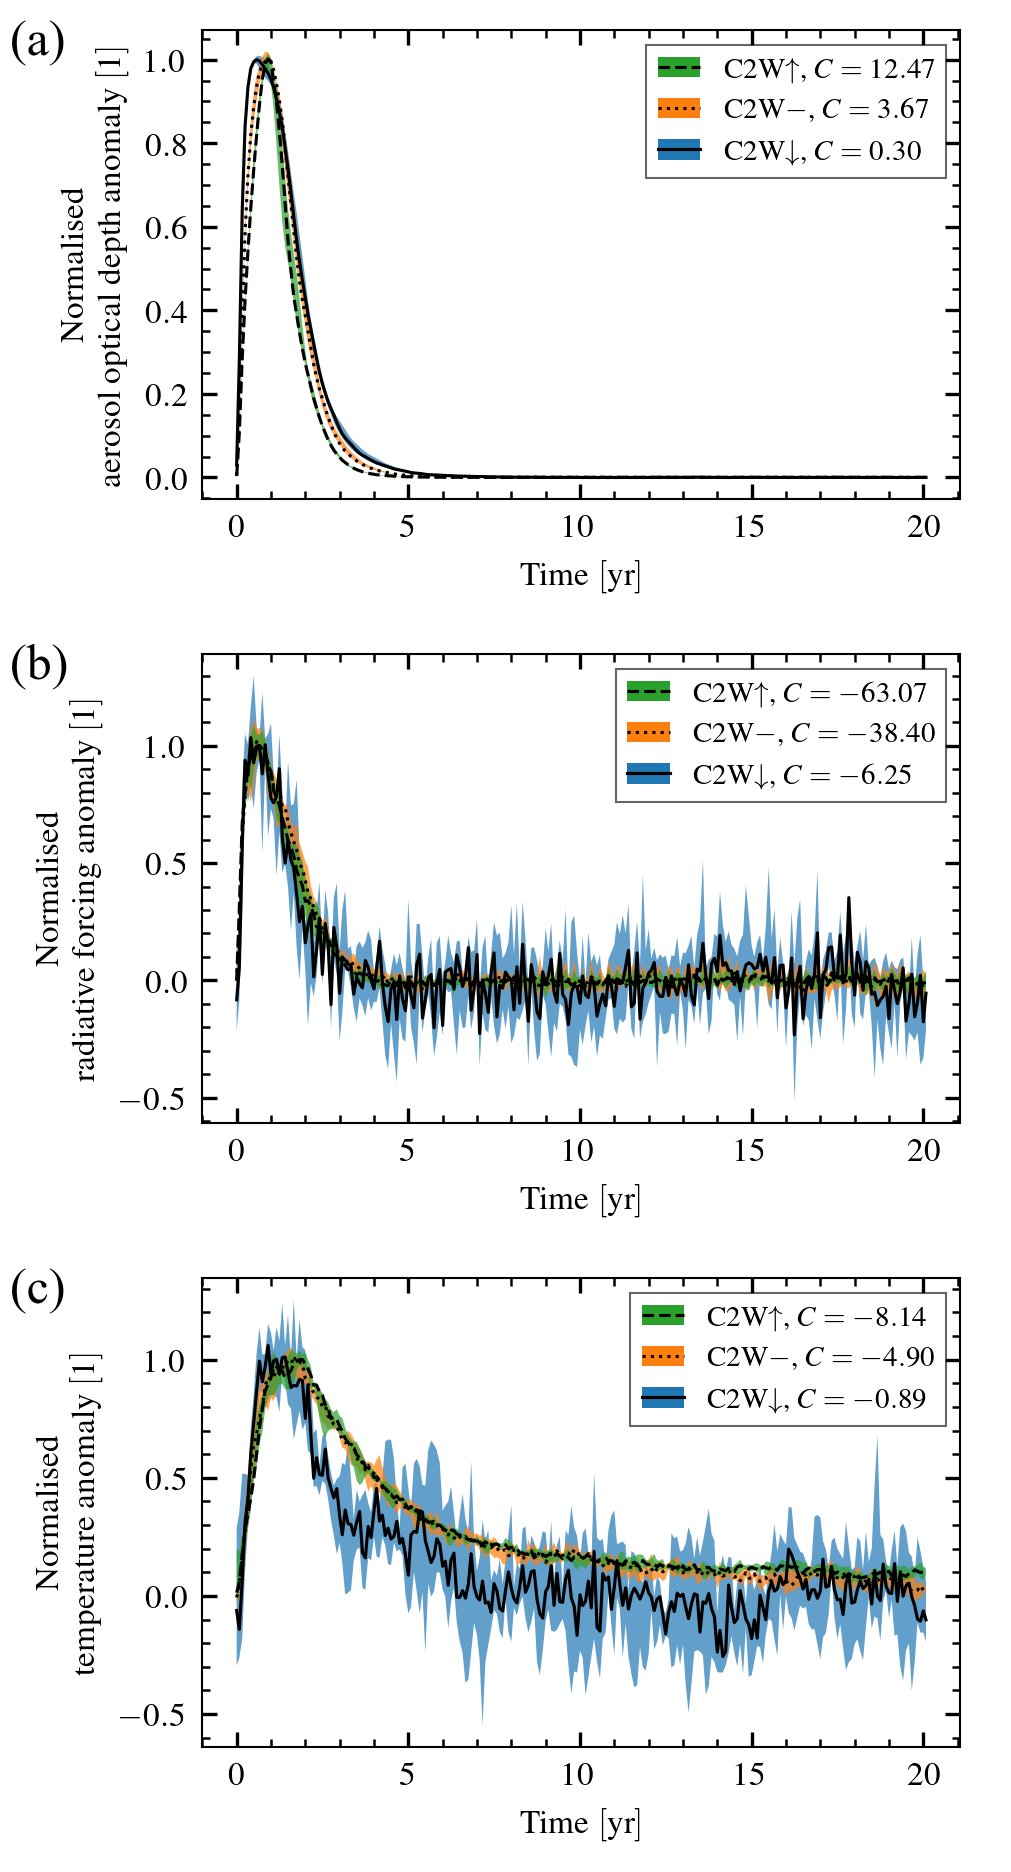 (a)
Normalised
aerosol optical depth anomaly [1]
1.0
0.8
0.6
0.4
0.2
0.0
C2W↑, C = 12.47
C2W−, C = 3.67
C2W↓, C = 0.30
0 5 10 15 20
Time [yr]
(b)
Normalised
radiative forcing anomaly [1]
1.0
0.5
0.0
−0.5
C2W↑, C = −63.07
C2W−, C = −38.40
C2W↓, C = −6.25
0 5 10 15 20
Time [yr]
(c)
Normalised
temperature anomaly [1]
1.0
0.5
0.0
−0.5
C2W↑, C = −8.14
C2W−, C = −4.90
C2W↓, C = −0.89
0 5 10 15 20
Time [yr]